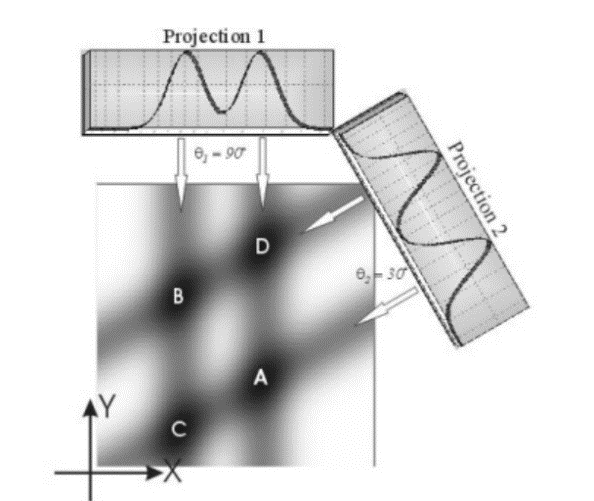 Projection 1
θ₁ = 90°
Projection 2
D
θ₂ = 30°
B
A
C
Y
X